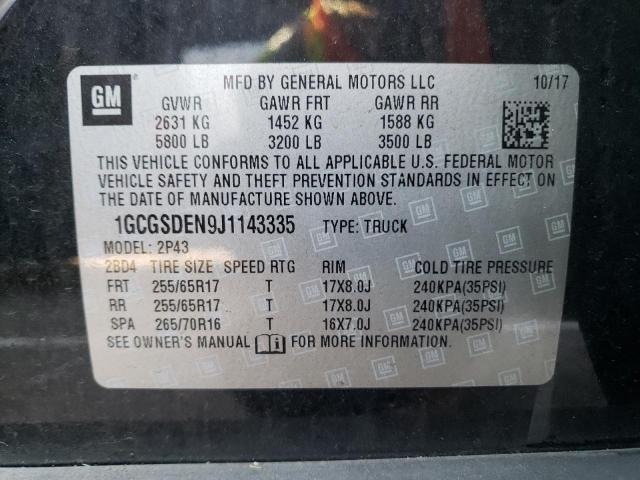 GM
MFD BY GENERAL MOTORS LLC 10/17
GVWR GAWR FRT GAWR RR
2631 KG 1452 KG 1588 KG
5800 LB 3200 LB 3500 LB
THIS VEHICLE CONFORMS TO ALL APPLICABLE U.S. FEDERAL MOTOR
VEHICLE SAFETY AND THEFT PREVENTION STANDARDS IN EFFECT ON
THE DATE OF MANUFACTURE SHOWN ABOVE.
1GCGSDEN9J1143335 TYPE: TRUCK
MODEL: 2P43
2BD4 TIRE SIZE SPEED RTG RIM COLD TIRE PRESSURE
FRT 255/65R17 T 17X8.0J 240KPA(35PSI)
RR 255/65R17 T 17X8.0J 240KPA(35PSI)
SPA 265/70R16 T 16X7.0J 240KPA(35PSI)
SEE OWNER'S MANUAL FOR MORE INFORMATION.